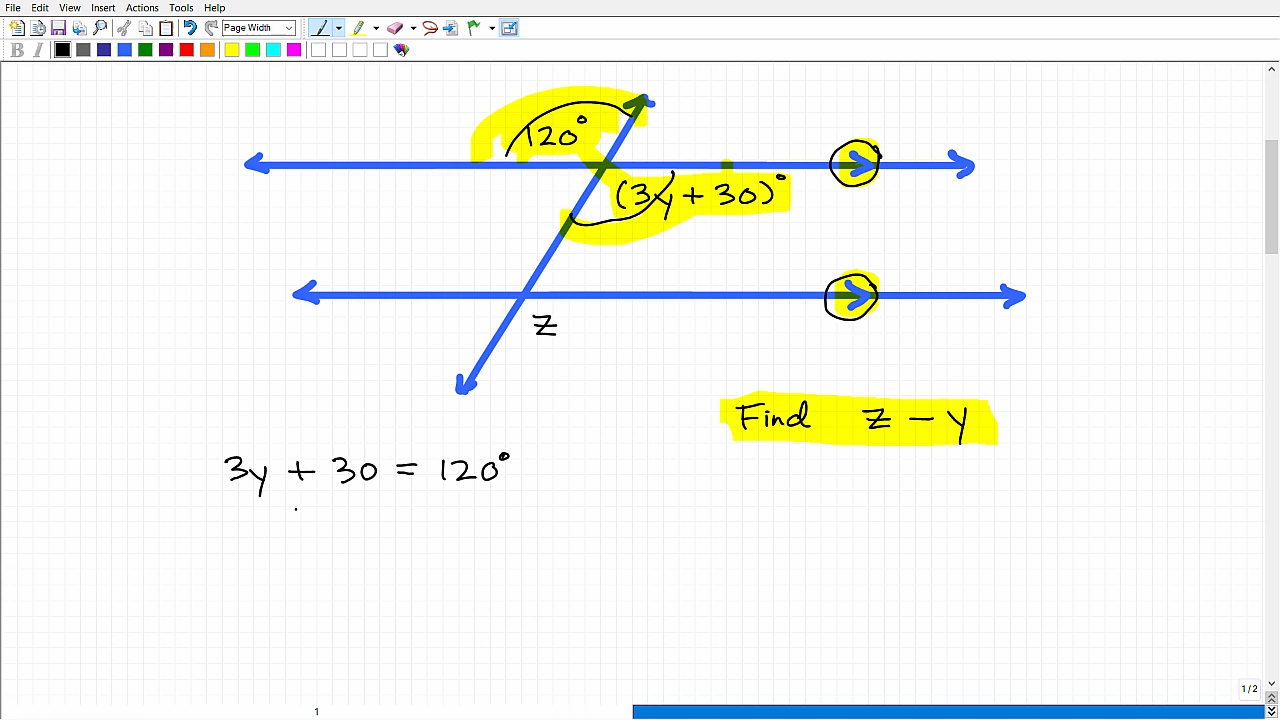 File Edit View Insert Actions Tools Help
Page Width
B I
120°
(3y + 30)°
z
Find z - y
3y + 30 = 120°
1/2
1